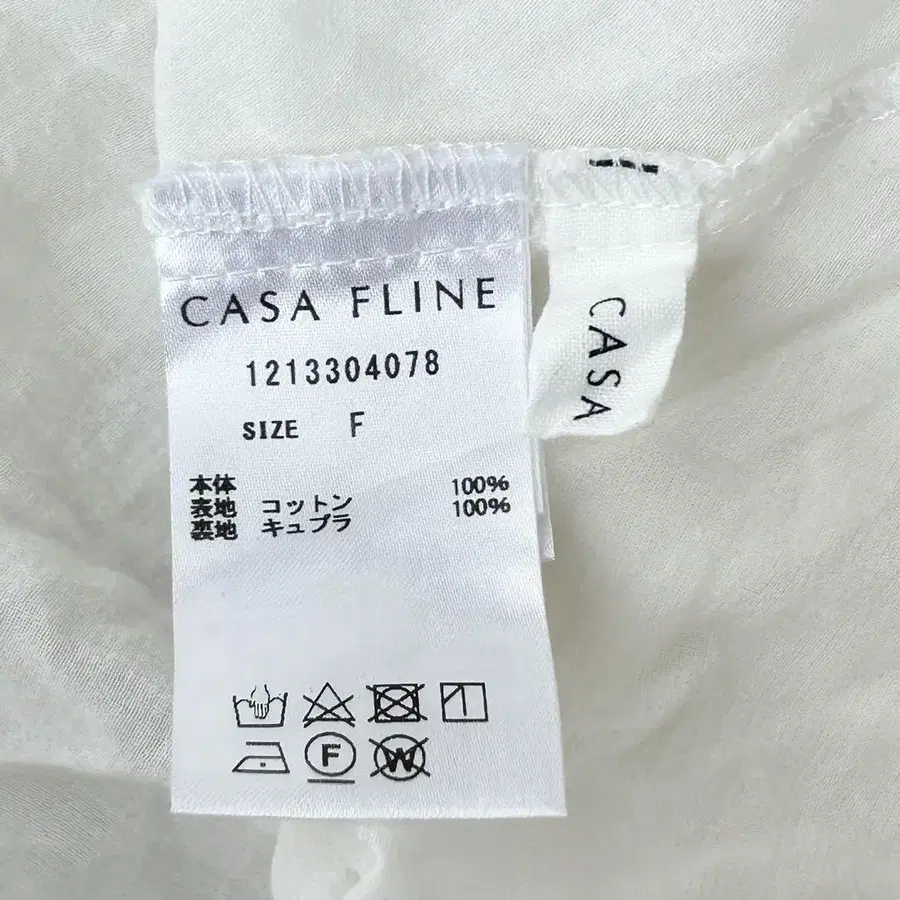 CASA FLINE
1213304078
SIZE F
本体
表地 コットン 100%
裏地 キュプラ 100%
F
W
CASA